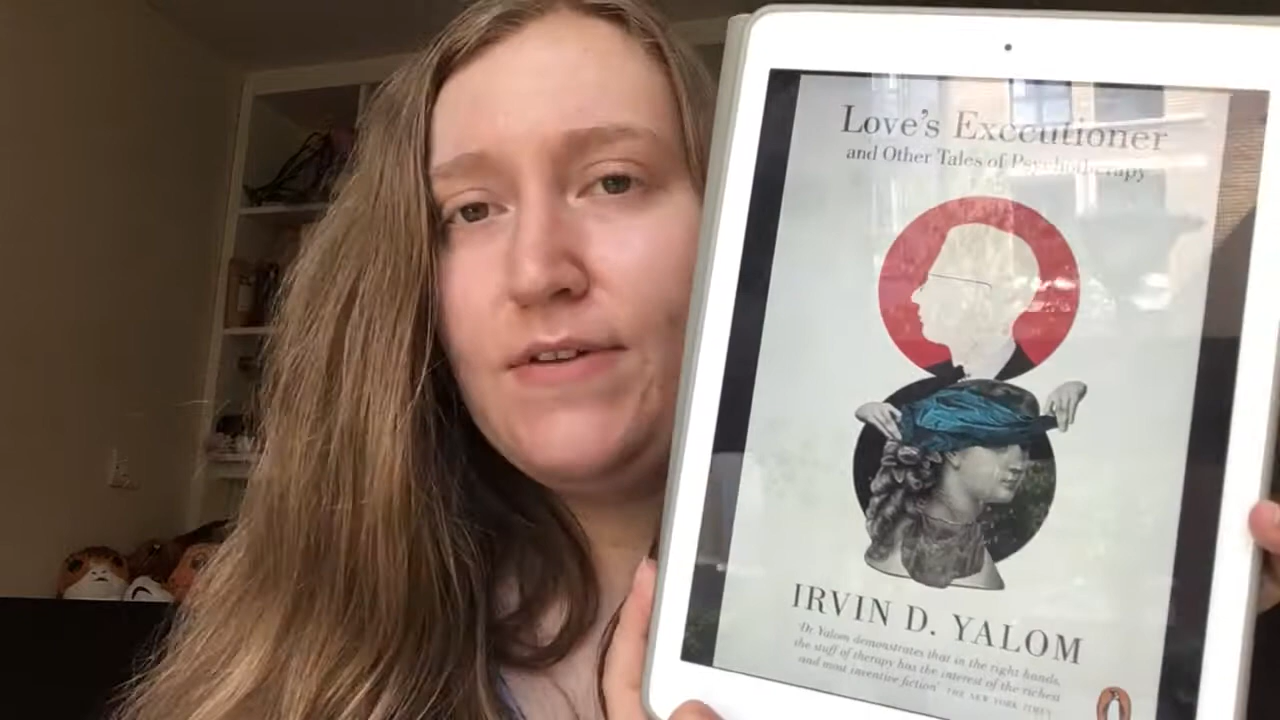 Love's Executioner
and Other Tales of Psychotherapy
IRVIN D. YALOM
'Dr Yalom demonstrates that in the right hands,
the stuff of therapy has the interest of the richest
and most inventive fiction' THE NEW YORK TIMES